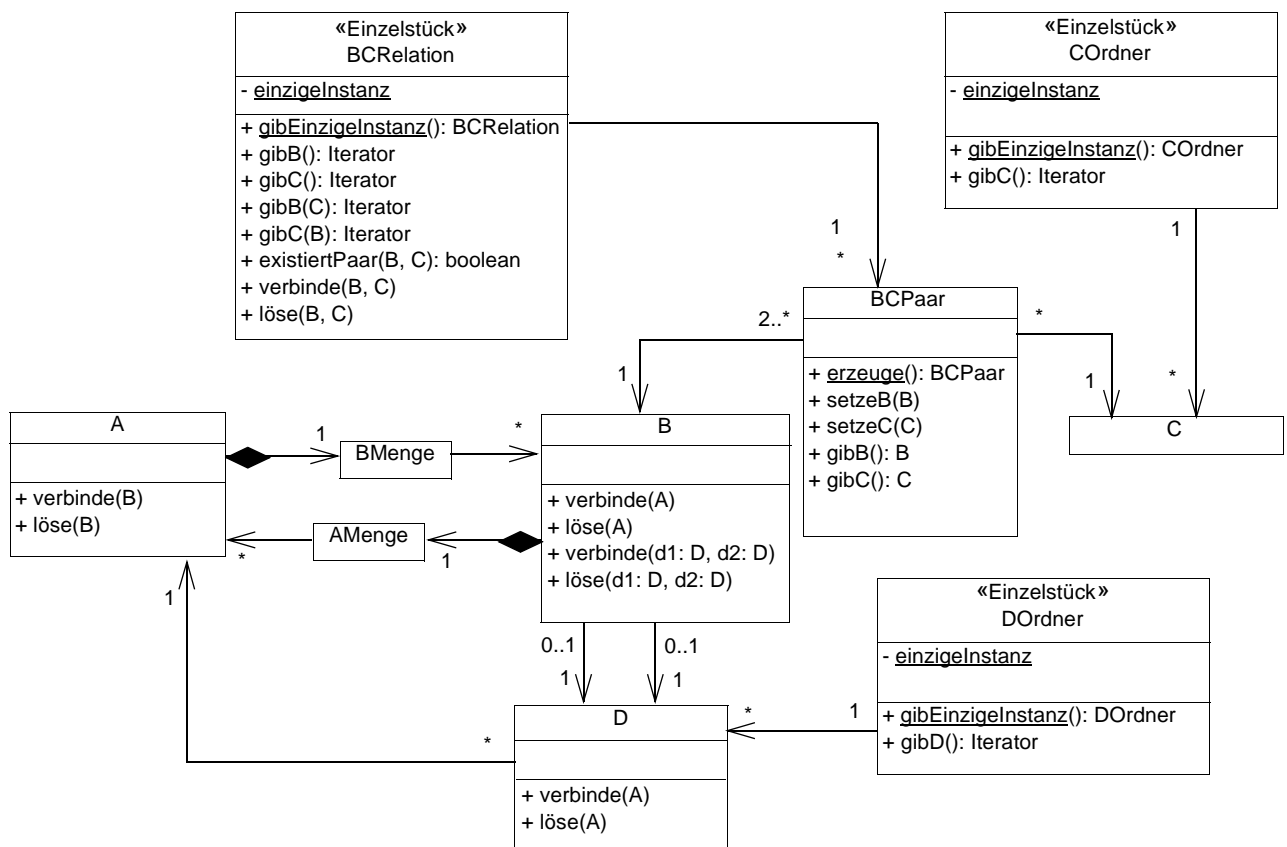 «Einzelstück»
BCRelation
- einzigeInstanz
+ gibEinzigeInstanz(): BCRelation
+ gibB(): Iterator
+ gibC(): Iterator
+ gibB(C): Iterator
+ gibC(B): Iterator
+ existiertPaar(B, C): boolean
+ verbinde(B, C)
+ löse(B, C)
«Einzelstück»
COrdner
- einzigeInstanz
+ gibEinzigeInstanz(): COrdner
+ gibC(): Iterator
1
*
1
*
BCPaar
+ erzeuge(): BCPaar
+ setzeB(B)
+ setzeC(C)
+ gibB(): B
+ gibC(): C
2..*
1
*
1
C
A
+ verbinde(B)
+ löse(B)
1
BMenge
*
*
AMenge
1
B
+ verbinde(A)
+ löse(A)
+ verbinde(d1: D, d2: D)
+ löse(d1: D, d2: D)
0..1
1
0..1
1
1
*
D
+ verbinde(A)
+ löse(A)
*
1
«Einzelstück»
DOrdner
- einzigeInstanz
+ gibEinzigeInstanz(): DOrdner
+ gibD(): Iterator